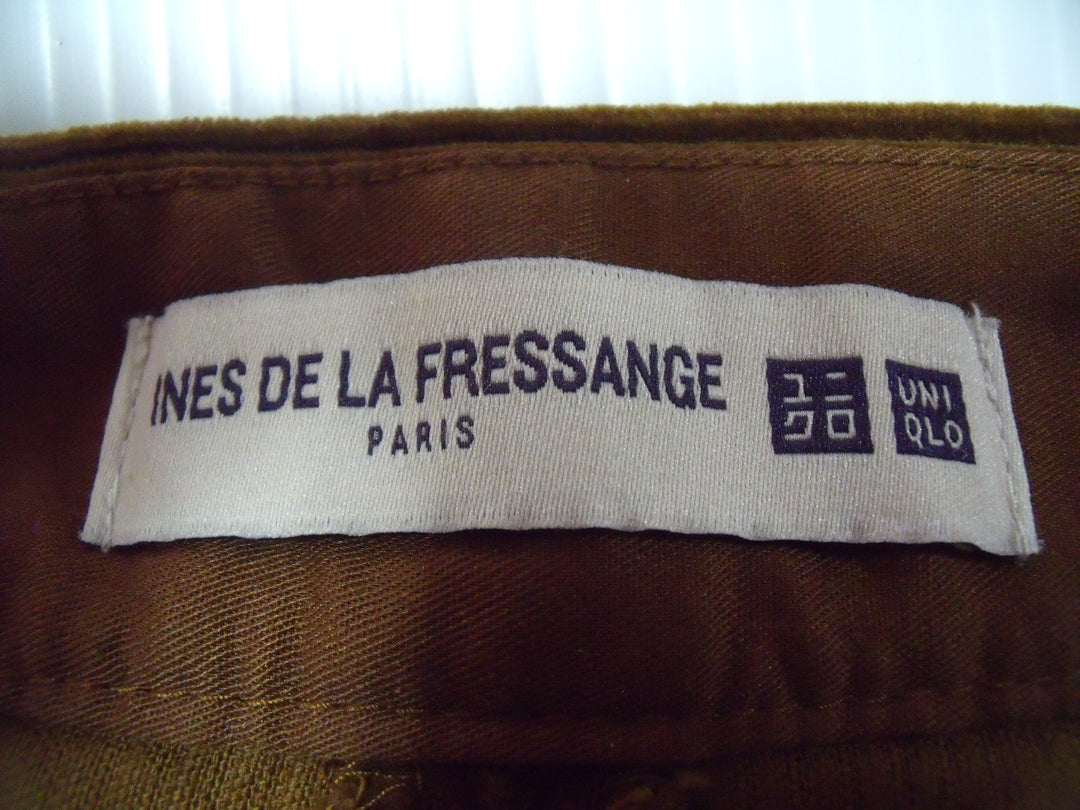 INES DE LA FRESSANGE
PARIS
ユニ
クロ
UNI
QLO